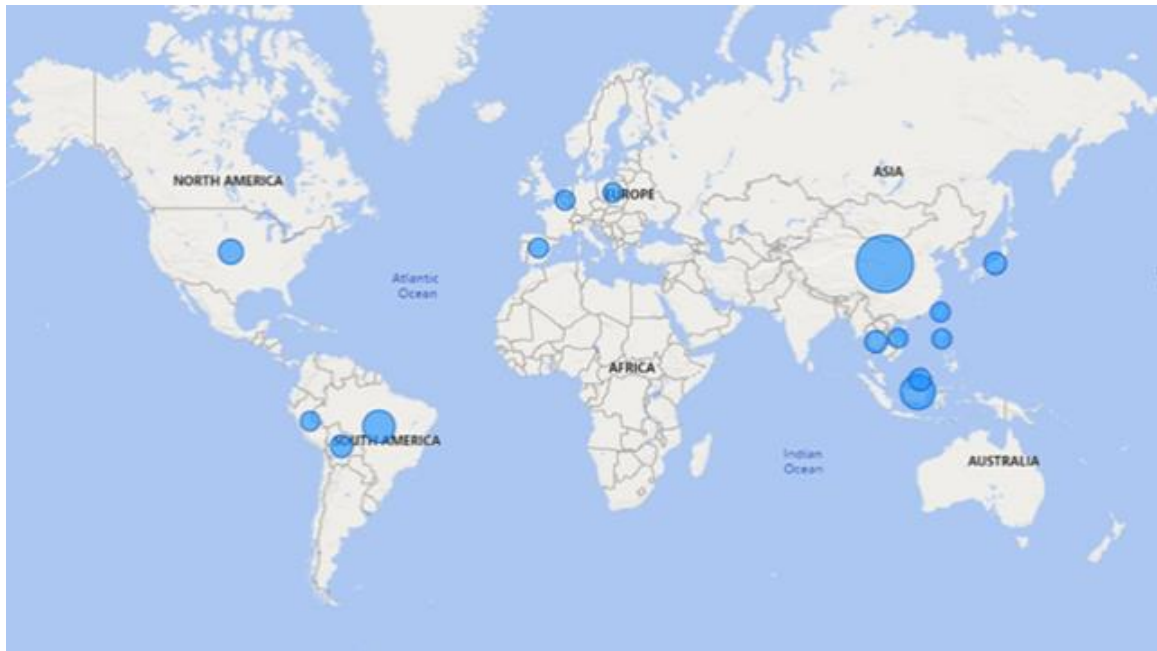 ASIA
NORTH AMERICA
EUROPE
Atlantic
Ocean
AFRICA
SOUTH AMERICA
Indian
Ocean
AUSTRALIA